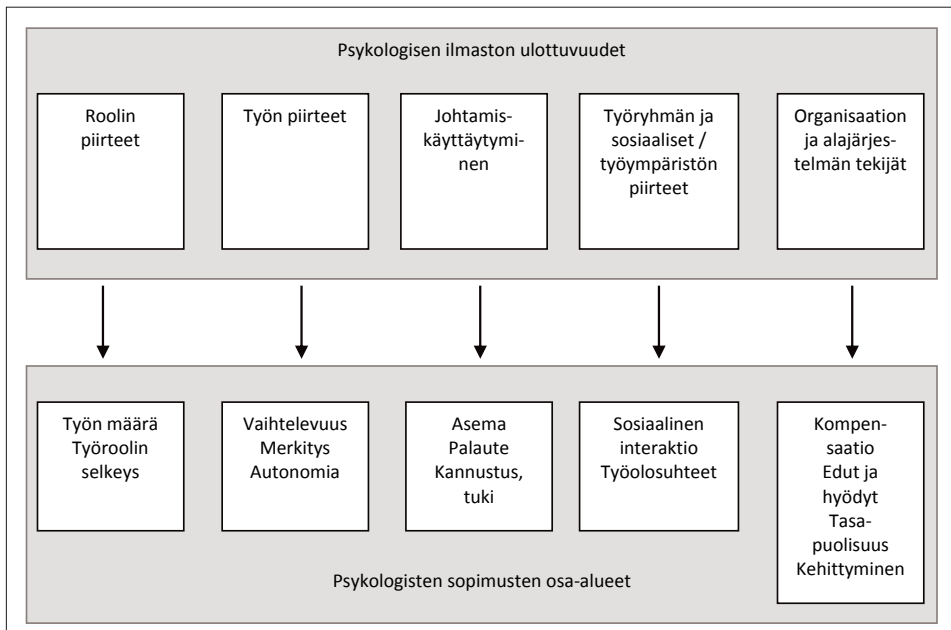 Psykologisen ilmaston ulottuvuudet
Roolin
piirteet
Työn piirteet
Johtamis-
käyttäytymi-
nen
Työryhmän ja
sosiaaliset /
työympäristön
piirteet
Organisaation
ja alajärjes-
telmän tekijät
Työn määrä
Työroolin
selkeys
Vaihtelevuus
Merkitys
Autonomia
Asema
Palaute
Kannustus,
tuki
Sosiaalinen
interaktio
Työolosuhteet
Kompen-
saatio
Edut ja
hyödyt
Tasa-
puolisuus
Kehittyminen
Psykologisten sopimusten osa-alueet